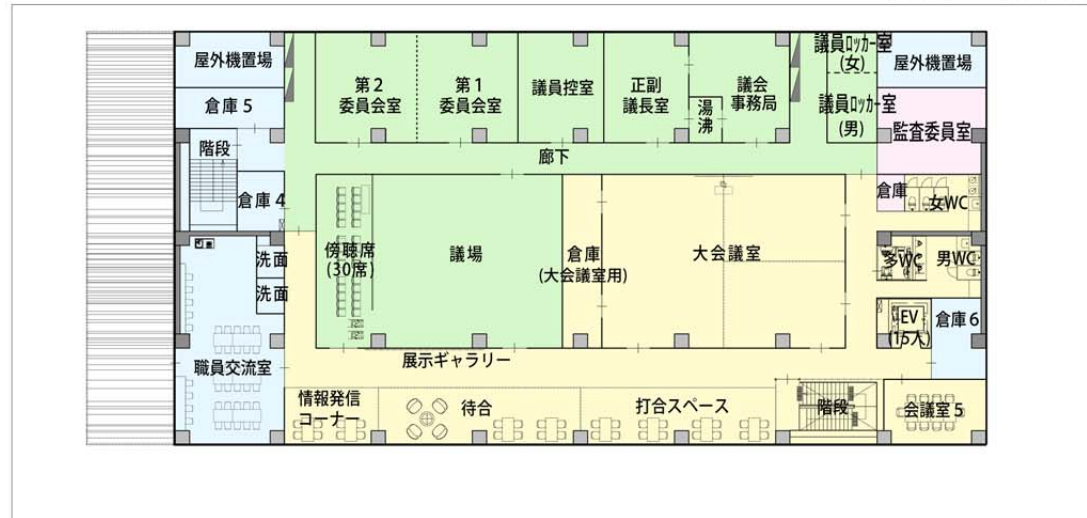 屋外機置場
第2
委員会室
第1
委員会室
議員控室
正副
議長室
湯沸
議会
事務局
議員ロッカー室
(女)
議員ロッカー室
(男)
屋外機置場
倉庫5
監査委員室
階段
廊下
倉庫4
倉庫
女WC
洗面
洗面
傍聴席
(30席)
議場
倉庫
(大会議室用)
大会議室
多WC
男WC
EV
(15人)
倉庫6
職員交流室
展示ギャラリー
情報発信
コーナー
待合
打合スペース
階段
会議室5